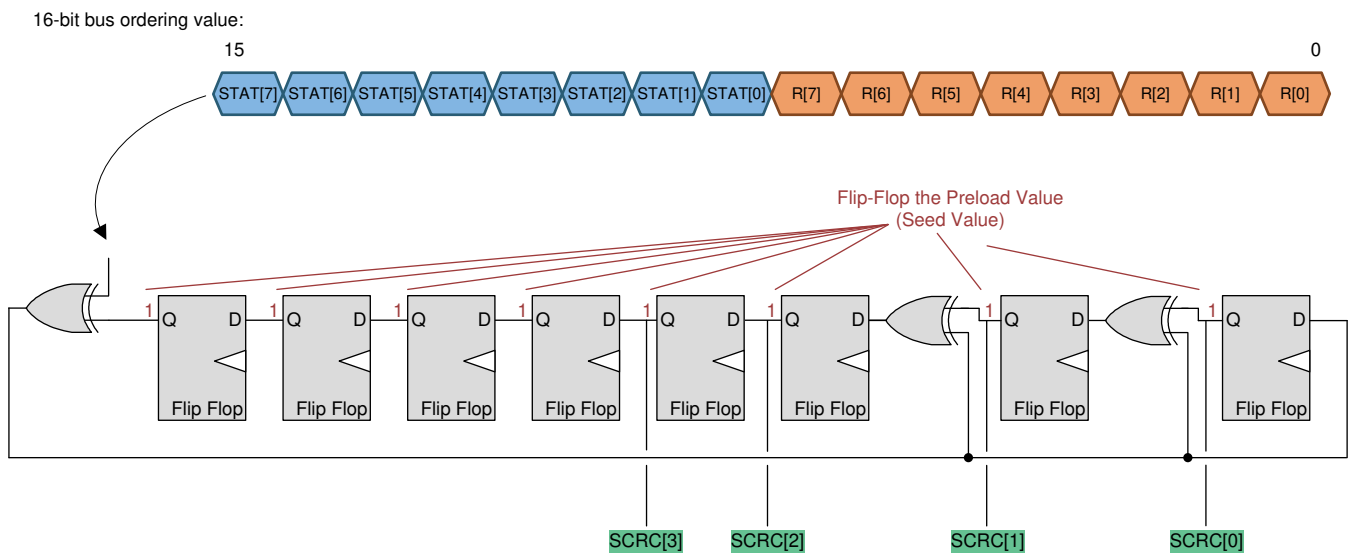 16-bit bus ordering value:
15 0
STAT[7] STAT[6] STAT[5] STAT[4] STAT[3] STAT[2] STAT[1] STAT[0] R[7] R[6] R[5] R[4] R[3] R[2] R[1] R[0]
Flip-Flop the Preload Value
(Seed Value)
1 1 1 1 1 1 1 1
Q D Q D Q D Q D Q D Q D Q D Q D
Flip Flop Flip Flop Flip Flop Flip Flop Flip Flop Flip Flop Flip Flop Flip Flop
SCRC[3] SCRC[2] SCRC[1] SCRC[0]